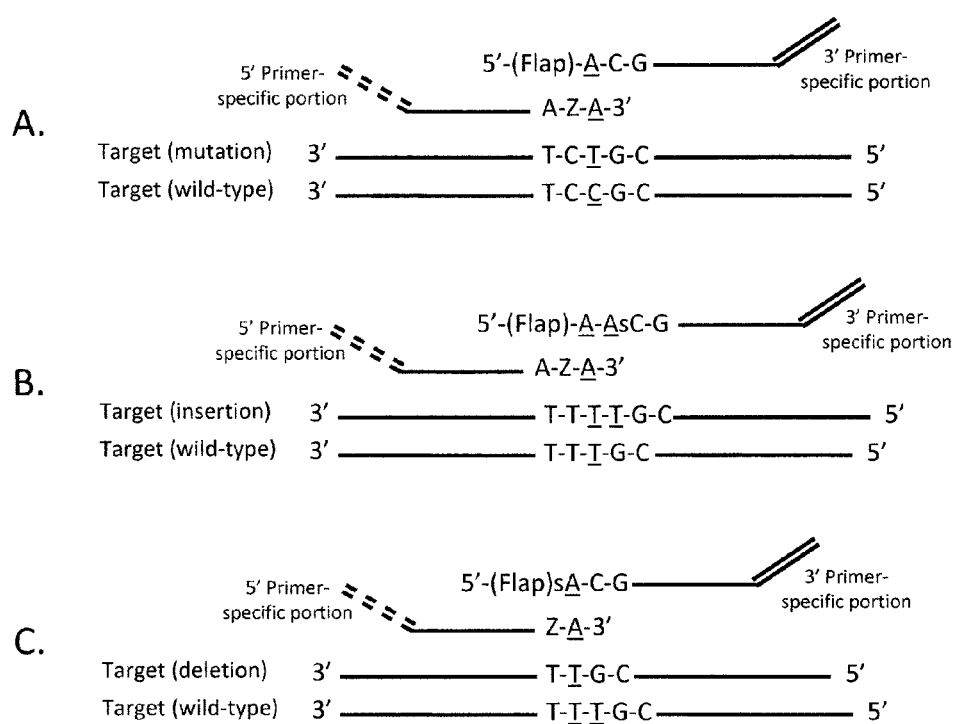 A.
5' Primer-
specific portion
5'-(Flap)-A-C-G
3' Primer-
specific portion
A-Z-A-3'
Target (mutation) 3' T-C-T-G-C 5'
Target (wild-type) 3' T-C-C-G-C 5'
B.
5' Primer-
specific portion
5'-(Flap)-A-AsC-G
3' Primer-
specific portion
A-Z-A-3'
Target (insertion) 3' T-T-T-T-G-C 5'
Target (wild-type) 3' T-T-T-G-C 5'
C.
5' Primer-
specific portion
5'-(Flap)sA-C-G
3' Primer-
specific portion
Z-A-3'
Target (deletion) 3' T-T-G-C 5'
Target (wild-type) 3' T-T-T-G-C 5'